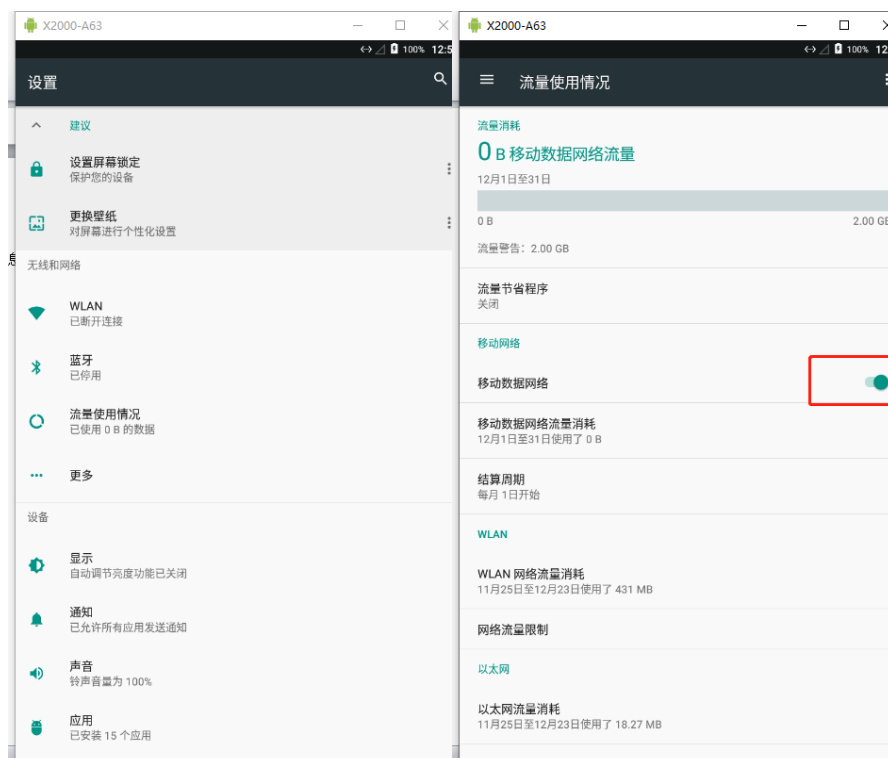 X2000-A63
100% 12:5
设置
建议
设置屏幕锁定
保护您的设备
更换壁纸
对屏幕进行个性化设置
息
无线和网络
WLAN
已断开连接
蓝牙
已停用
流量使用情况
已使用 0 B 的数据
更多
设备
显示
自动调节亮度功能已关闭
通知
已允许所有应用发送通知
声音
铃声音量为 100%
应用
已安装 15 个应用
X2000-A63
100% 12
流量使用情况
流量消耗
0 B 移动数据网络流量
12月1日至31日
0 B
2.00 GB
流量警告：2.00 GB
流量节省程序
关闭
移动网络
移动数据网络
移动数据网络流量消耗
12月1日至31日使用了 0 B
结算周期
每月 1日开始
WLAN
WLAN 网络流量消耗
11月25日至12月23日使用了 431 MB
网络流量限制
以太网
以太网流量消耗
11月25日至12月23日使用了 18.27 MB